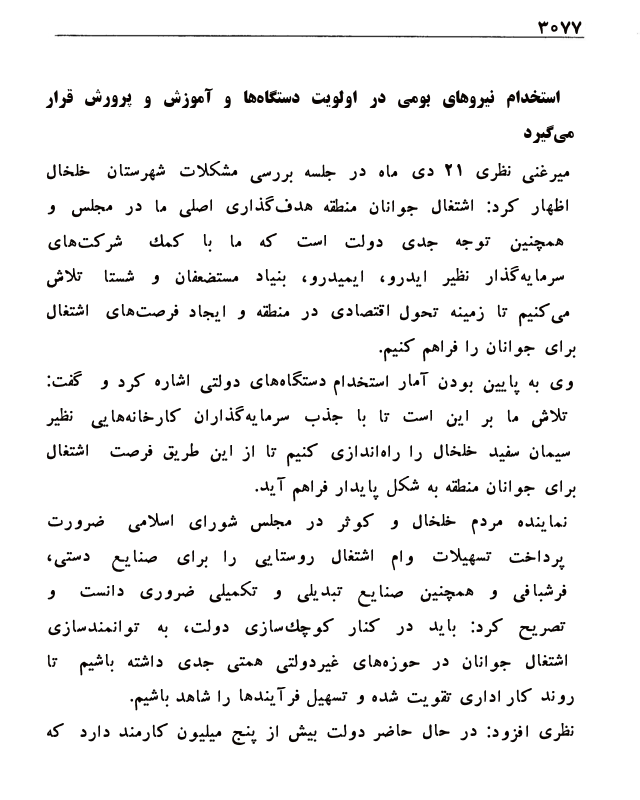 ۳۰۷۷
استخدام نیروهای بومی در اولویت دستگاه‌ها و آموزش و پرورش قرار
می‌گیرد
میرغنی نظری ۲۱ دی ماه در جلسه بررسی مشکلات شهرستان خلخال
اظهار کرد: اشتغال جوانان منطقه هدف‌گذاری اصلی ما در مجلس و
همچنین توجه جدی دولت است که ما با کمك شرکت‌های
سرمایه‌گذار نظیر ایدرو، ایمیدرو، بنیاد مستضعفان و شستا تلاش
می‌کنیم تا زمینه تحول اقتصادی در منطقه و ایجاد فرصت‌های اشتغال
برای جوانان را فراهم کنیم.
وی به پایین بودن آمار استخدام دستگاه‌های دولتی اشاره کرد و گفت:
تلاش ما بر این است تا با جذب سرمایه‌گذاران کارخانه‌هایی نظیر
سیمان سفید خلخال را راه‌اندازی کنیم تا از این طریق فرصت اشتغال
برای جوانان منطقه به شکل پایدار فراهم آید.
نماینده مردم خلخال و کوثر در مجلس شورای اسلامی ضرورت
پرداخت تسهیلات وام اشتغال روستایی را برای صنایع دستی،
فرشبافی و همچنین صنایع تبدیلی و تکمیلی ضروری دانست و
تصریح کرد: باید در کنار کوچك‌سازی دولت، به توانمندسازی
اشتغال جوانان در حوزه‌های غیردولتی همتی جدی داشته باشیم تا
روند کار اداری تقویت شده و تسهیل فرآیندها را شاهد باشیم.
نظری افزود: در حال حاضر دولت بیش از پنج میلیون کارمند دارد که